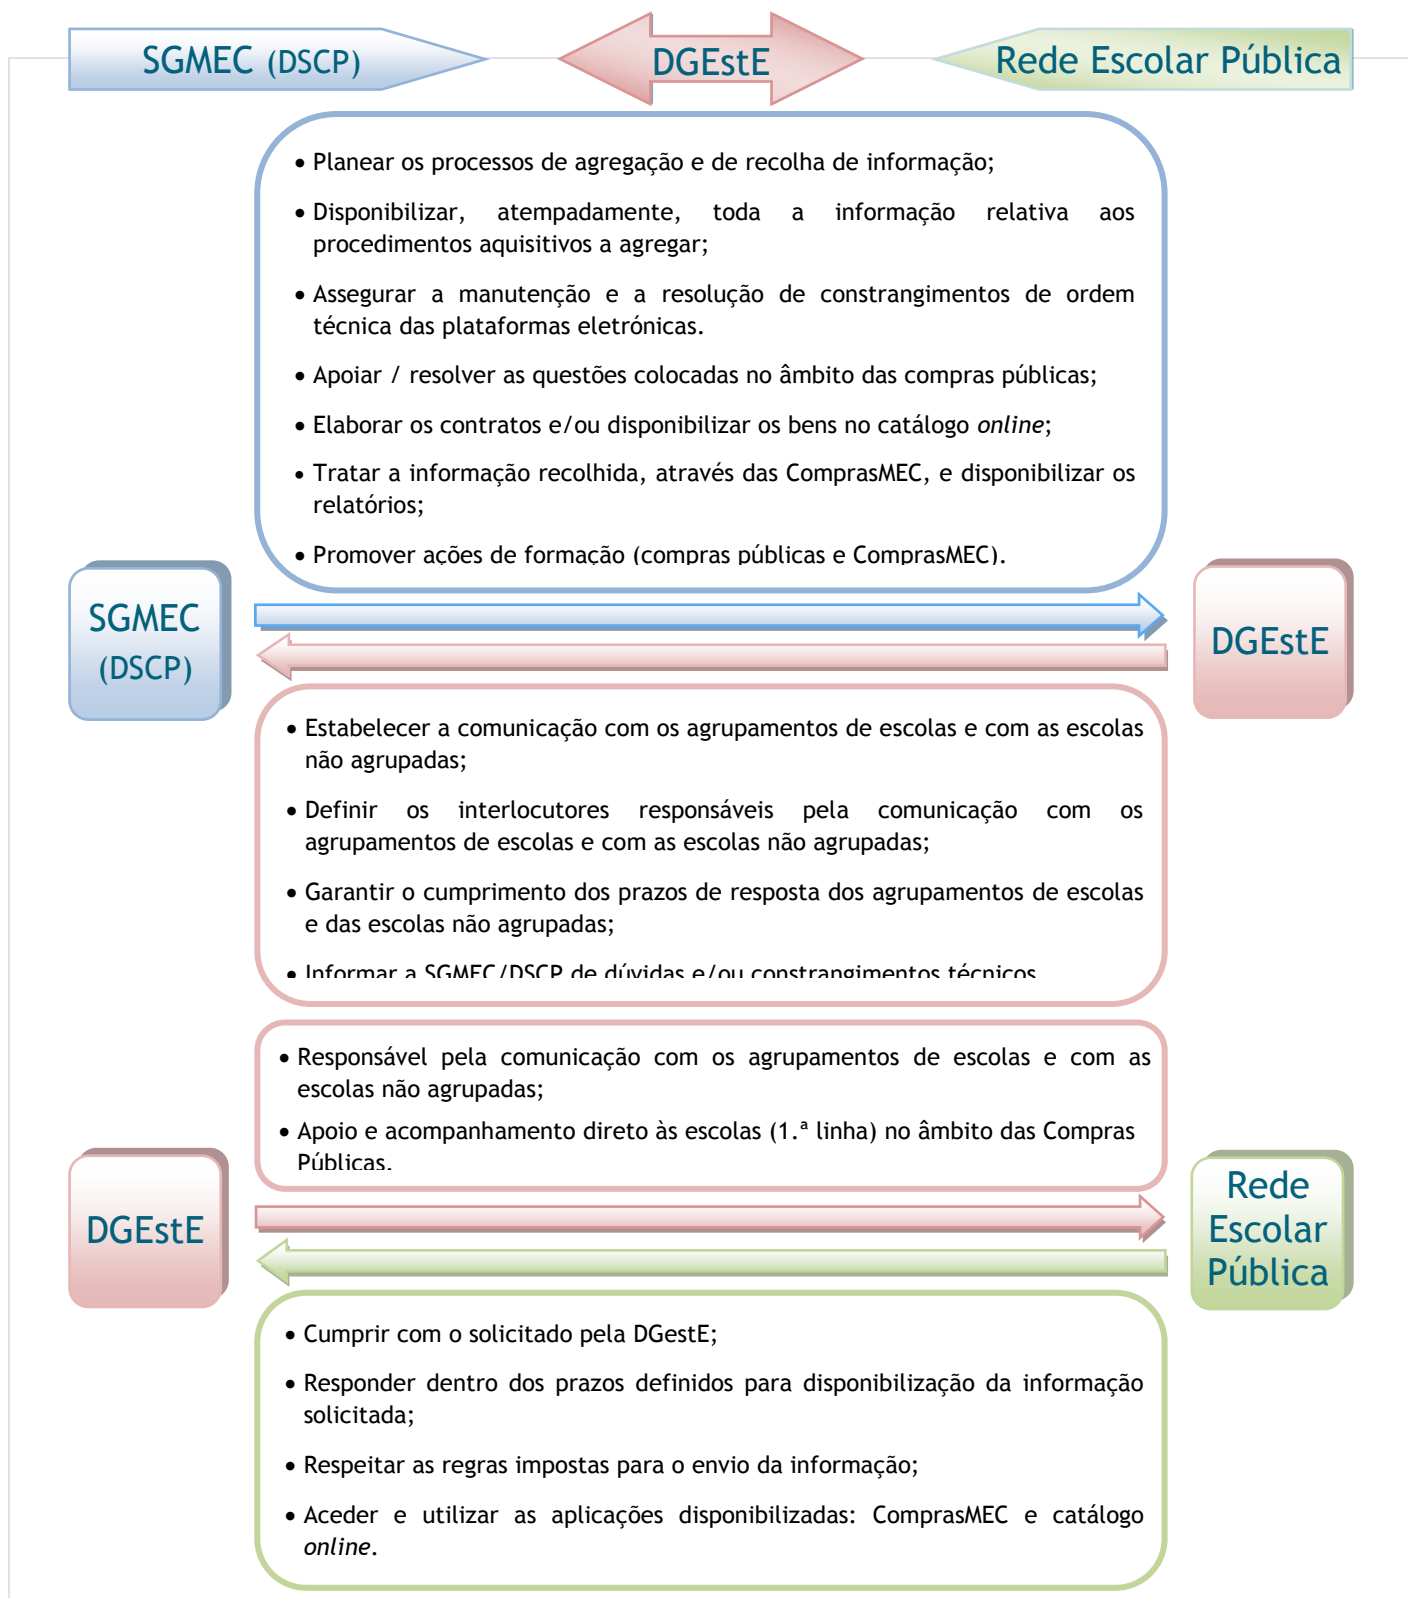 SGMEC (DSCP)
DGEstE
Rede Escolar Pública
• Planear os processos de agregação e de recolha de informação;
• Disponibilizar, atempadamente, toda a informação relativa aos
procedimentos aquisitivos a agregar;
• Assegurar a manutenção e a resolução de constrangimentos de ordem
técnica das plataformas eletrónicas.
• Apoiar / resolver as questões colocadas no âmbito das compras públicas;
• Elaborar os contratos e/ou disponibilizar os bens no catálogo online;
• Tratar a informação recolhida, através das ComprasMEC, e disponibilizar os
relatórios;
• Promover ações de formação (compras públicas e ComprasMEC).
SGMEC
(DSCP)
DGEstE
• Estabelecer a comunicação com os agrupamentos de escolas e com as escolas
não agrupadas;
• Definir os interlocutores responsáveis pela comunicação com os
agrupamentos de escolas e com as escolas não agrupadas;
• Garantir o cumprimento dos prazos de resposta dos agrupamentos de escolas
e das escolas não agrupadas;
• Informar a SGMEC/DSCP de dúvidas e/ou constrangimentos técnicos
• Responsável pela comunicação com os agrupamentos de escolas e com as
escolas não agrupadas;
• Apoio e acompanhamento direto às escolas (1.ª linha) no âmbito das Compras
Públicas.
DGEstE
Rede
Escolar
Pública
• Cumprir com o solicitado pela DGestE;
• Responder dentro dos prazos definidos para disponibilização da informação
solicitada;
• Respeitar as regras impostas para o envio da informação;
• Aceder e utilizar as aplicações disponibilizadas: ComprasMEC e catálogo
online.